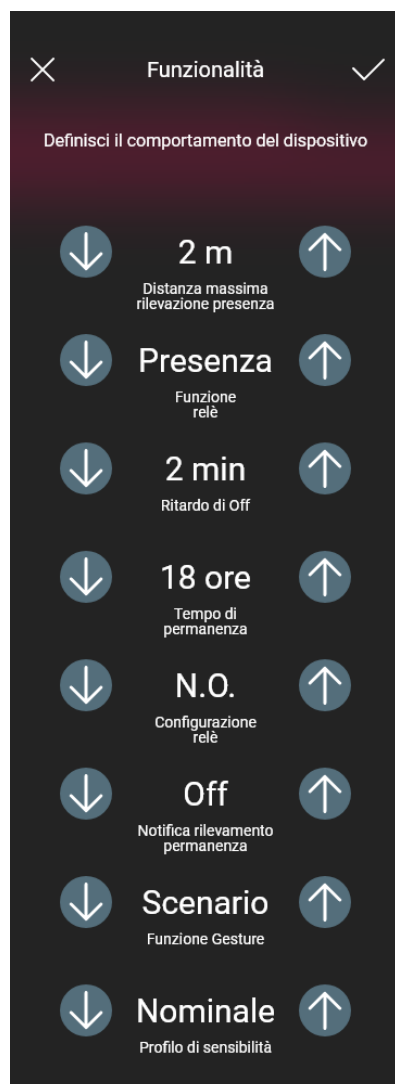 Funzionalità
Definisci il comportamento del dispositivo
2 m
Distanza massima
rilevazione presenza
Presenza
Funzione
relè
2 min
Ritardo di Off
18 ore
Tempo di
permanenza
N.O.
Configurazione
relè
Off
Notifica rilevamento
permanenza
Scenario
Funzione Gesture
Nominale
Profilo di sensibilità